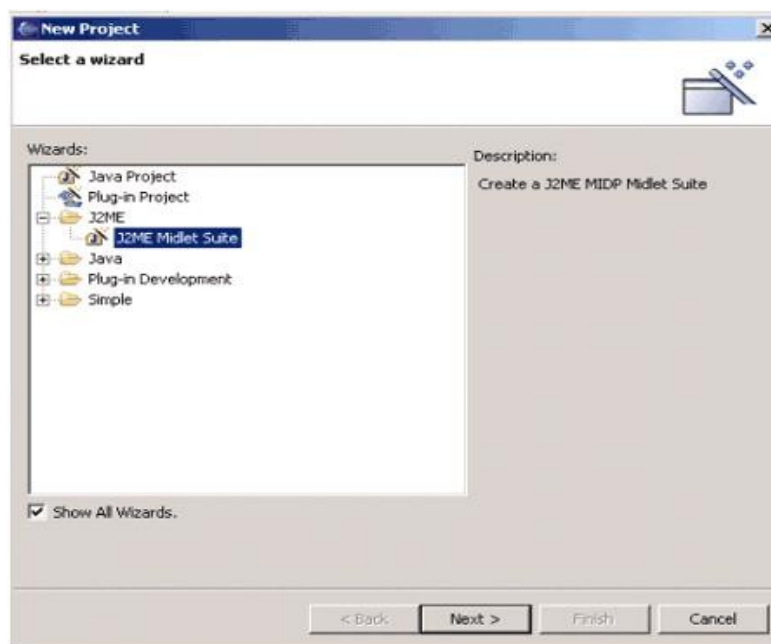 New Project
Select a wizard
Wizards:
Java Project
Plug-in Project
J2ME
J2ME Midlet Suite
Java
Plug-in Development
Simple
Description:
Create a J2ME MIDP Midlet Suite
Show All Wizards.
< Back
Next >
Finish
Cancel